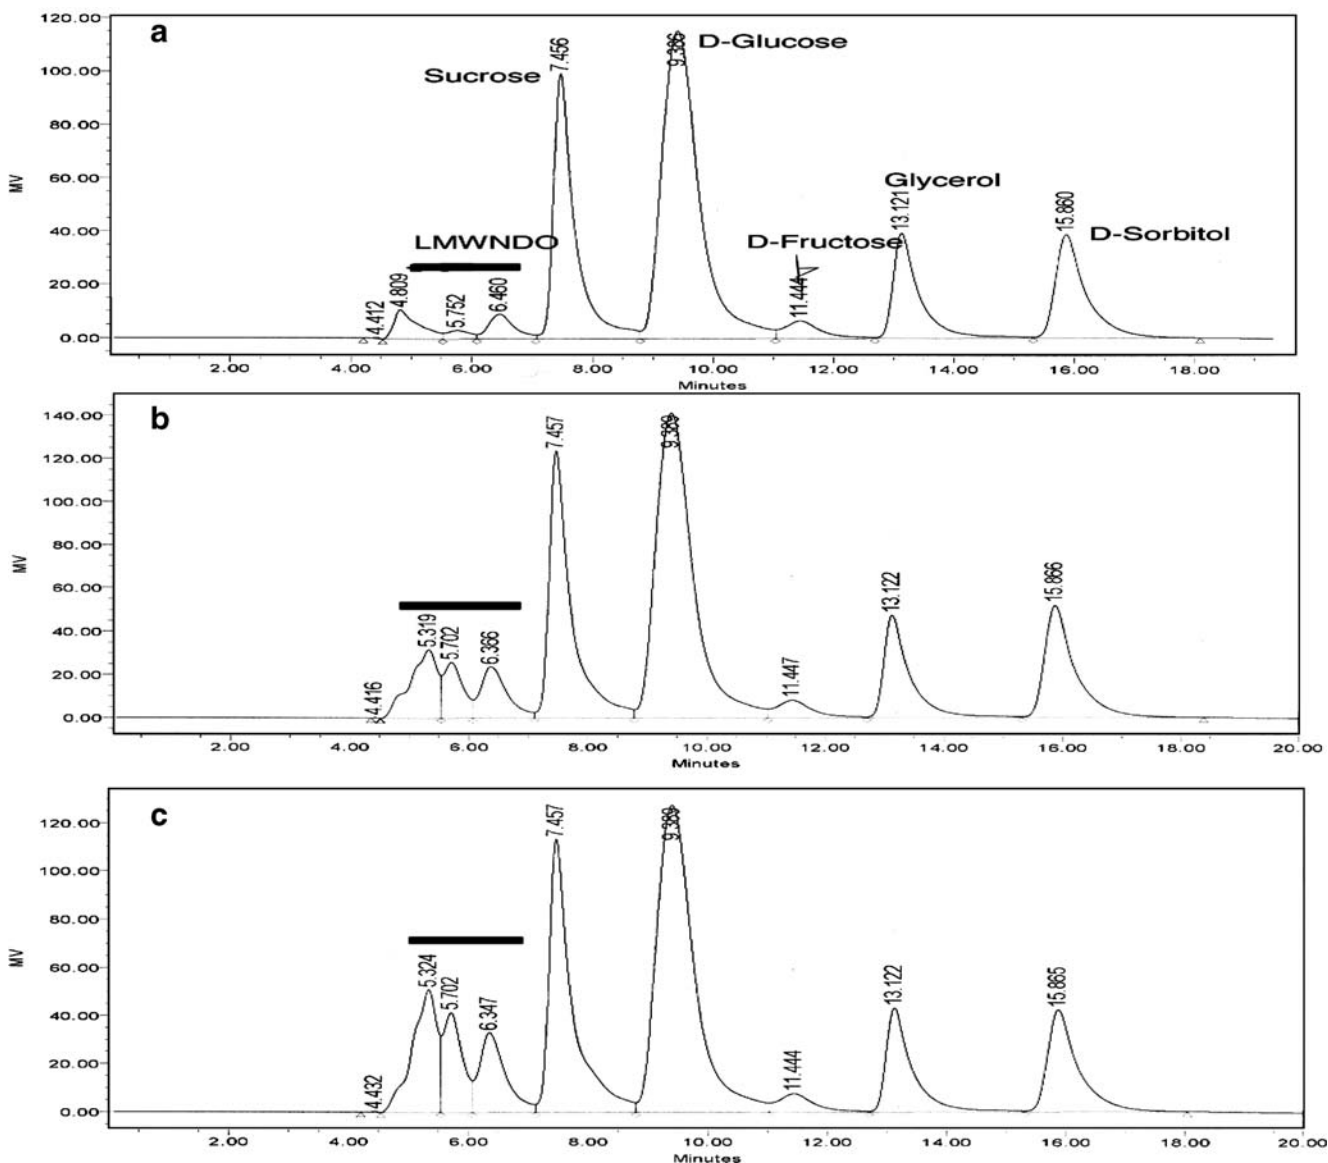 a
120.00
100.00
80.00
60.00
40.00
20.00
0.00
MV
Sucrose
D-Glucose
LMWNDO
D-Fructose
Glycerol
D-Sorbitol
4.412
4.809
5.752
6.460
7.456
9.386
11.444
13.121
15.860
2.00 4.00 6.00 8.00 10.00 12.00 14.00 16.00 18.00
Minutes
b
140.00
120.00
100.00
80.00
60.00
40.00
20.00
0.00
MV
4.416
5.319
5.702
6.366
7.457
9.389
11.447
13.122
15.866
2.00 4.00 6.00 8.00 10.00 12.00 14.00 16.00 18.00 20.00
Minutes
c
120.00
100.00
80.00
60.00
40.00
20.00
0.00
MV
4.432
5.324
5.702
6.347
7.457
9.389
11.444
13.122
15.865
2.00 4.00 6.00 8.00 10.00 12.00 14.00 16.00 18.00 20.00
Minutes